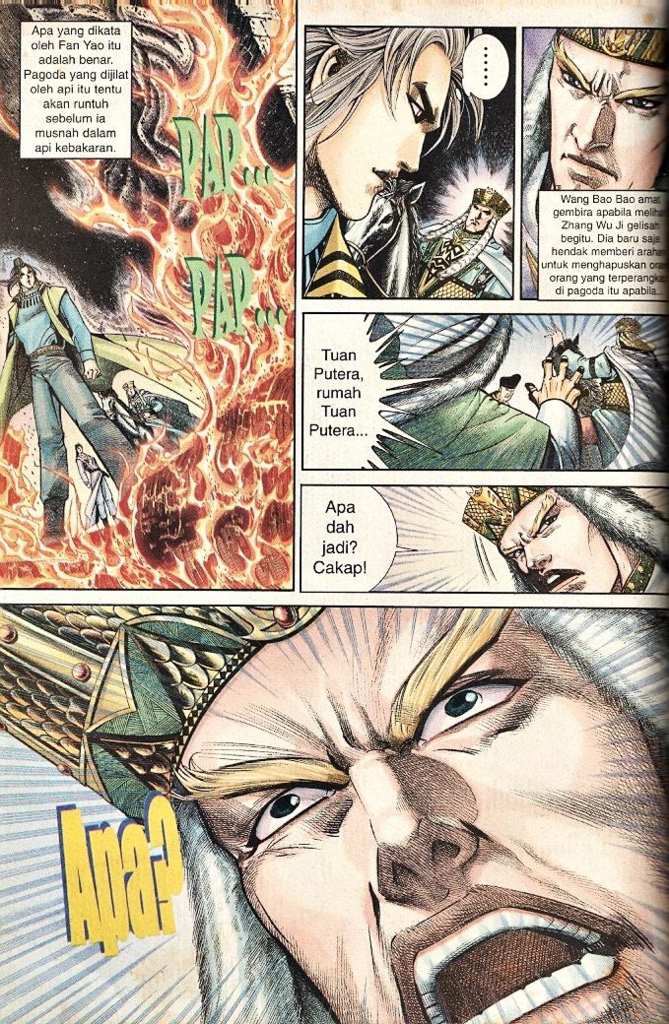 Apa yang dikata
oleh Fan Yao itu
adalah benar.
Pagoda yang dijilat
oleh api itu tentu
akan runtuh
sebelum ia
musnah dalam
api kebakaran.
PAP...
PAP...
......
Wang Bao Bao amat
gembira apabila
Zhang Wu Ji gelisah
begitu. Dia baru saja
hendak memberi
untuk menghapuskan
orang yang
di pagoda itu apabila...
Tuan
Putera,
rumah
Tuan
Putera...
Apa
dah
jadi?
Cakap!
Apa?